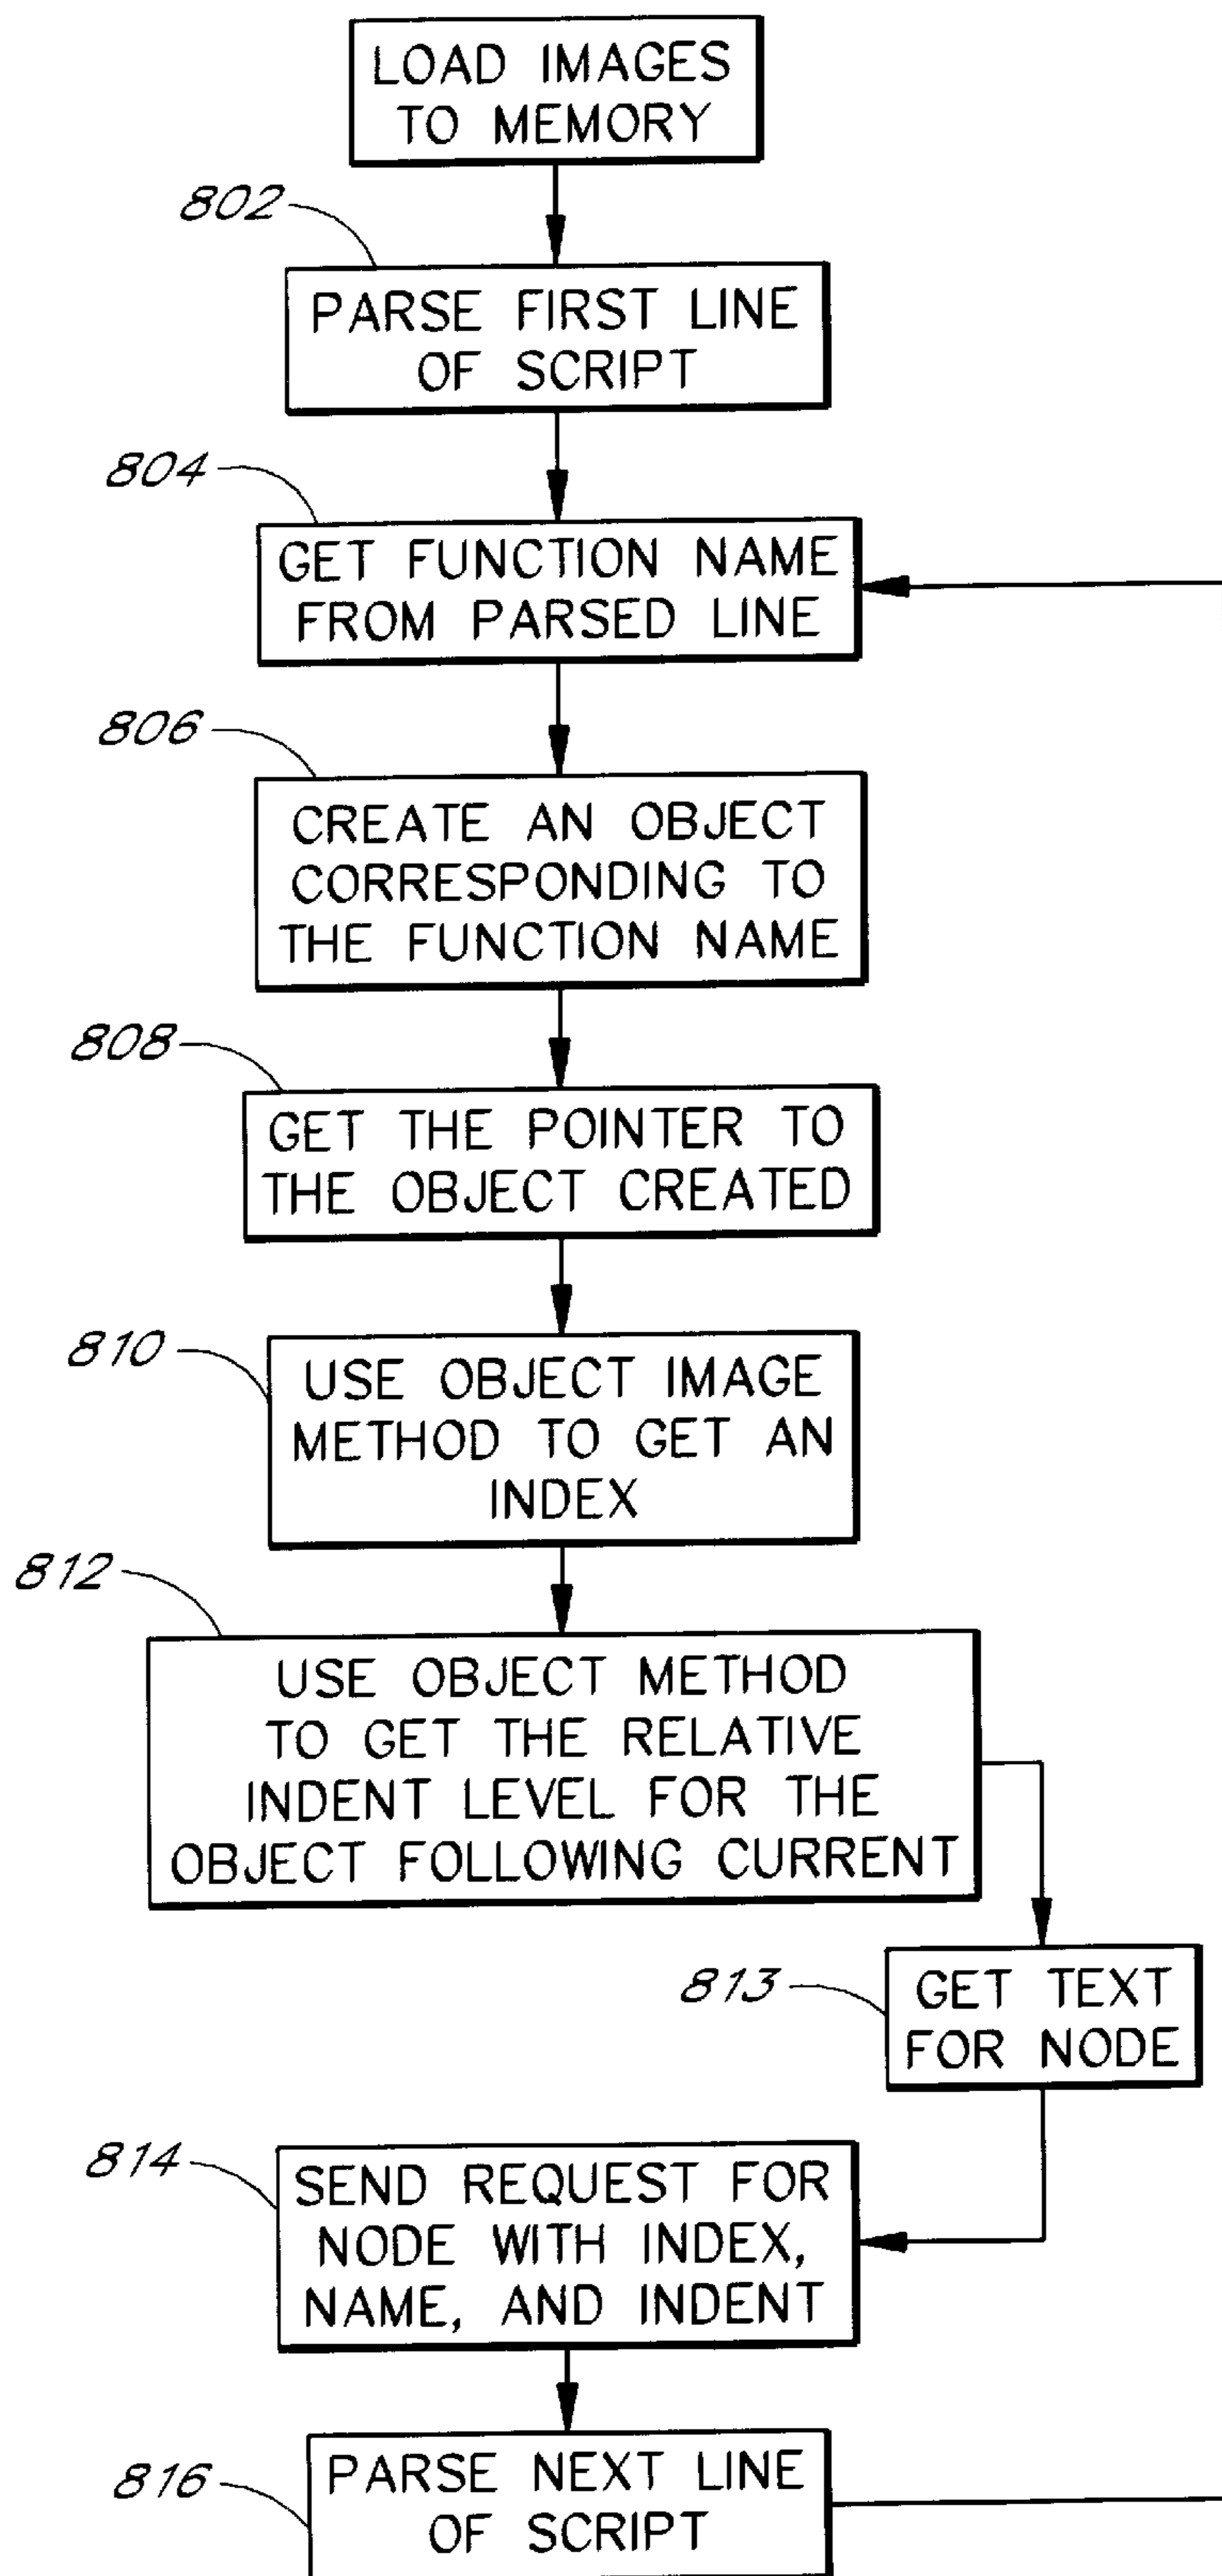 LOAD IMAGES
TO MEMORY
802
PARSE FIRST LINE
OF SCRIPT
804
GET FUNCTION NAME
FROM PARSED LINE
806
CREATE AN OBJECT
CORRESPONDING TO
THE FUNCTION NAME
808
GET THE POINTER TO
THE OBJECT CREATED
810
USE OBJECT IMAGE
METHOD TO GET AN
INDEX
812
USE OBJECT METHOD
TO GET THE RELATIVE
INDENT LEVEL FOR THE
OBJECT FOLLOWING CURRENT
813
GET TEXT
FOR NODE
814
SEND REQUEST FOR
NODE WITH INDEX,
NAME, AND INDENT
816
PARSE NEXT LINE
OF SCRIPT